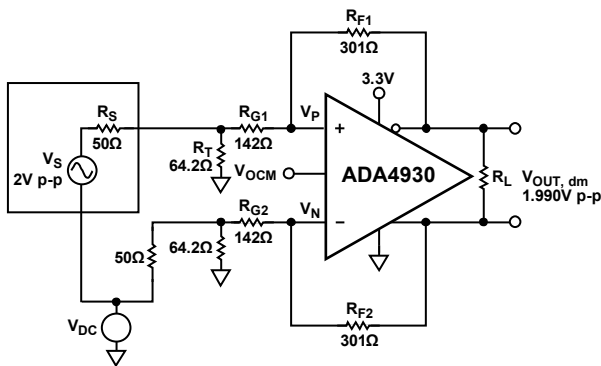 RF1
301Ω
3.3V
RS
50Ω
RG1
142Ω
VP
+
RT
64.2Ω
VS
2V p-p
VOCM
ADA4930
RL
VOUT, dm
1.990V p-p
50Ω
64.2Ω
RG2
142Ω
VN
–
VDC
RF2
301Ω